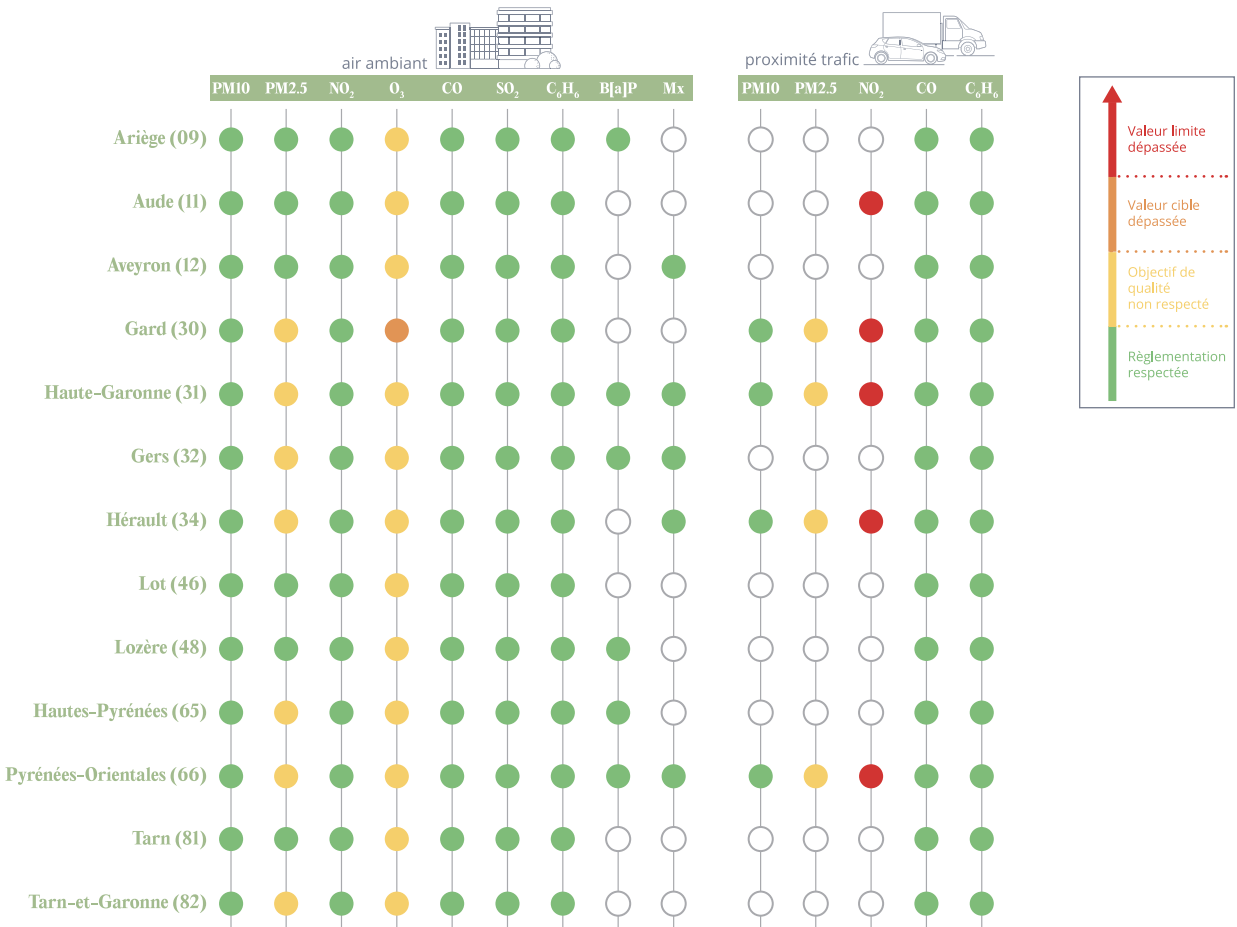 air ambiant
proximité trafic
PM10 PM2.5 NO₂ O₃ CO SO₂ C₆H₆ B[a]P Mx
PM10 PM2.5 NO₂ CO C₆H₆
Ariège (09)
Aude (11)
Aveyron (12)
Gard (30)
Haute-Garonne (31)
Gers (32)
Hérault (34)
Lot (46)
Lozère (48)
Hautes-Pyrénées (65)
Pyrénées-Orientales (66)
Tarn (81)
Tarn-et-Garonne (82)
Valeur limite
dépassée
Valeur cible
dépassée
Objectif de
qualité
non respecté
Règlementation
respectée